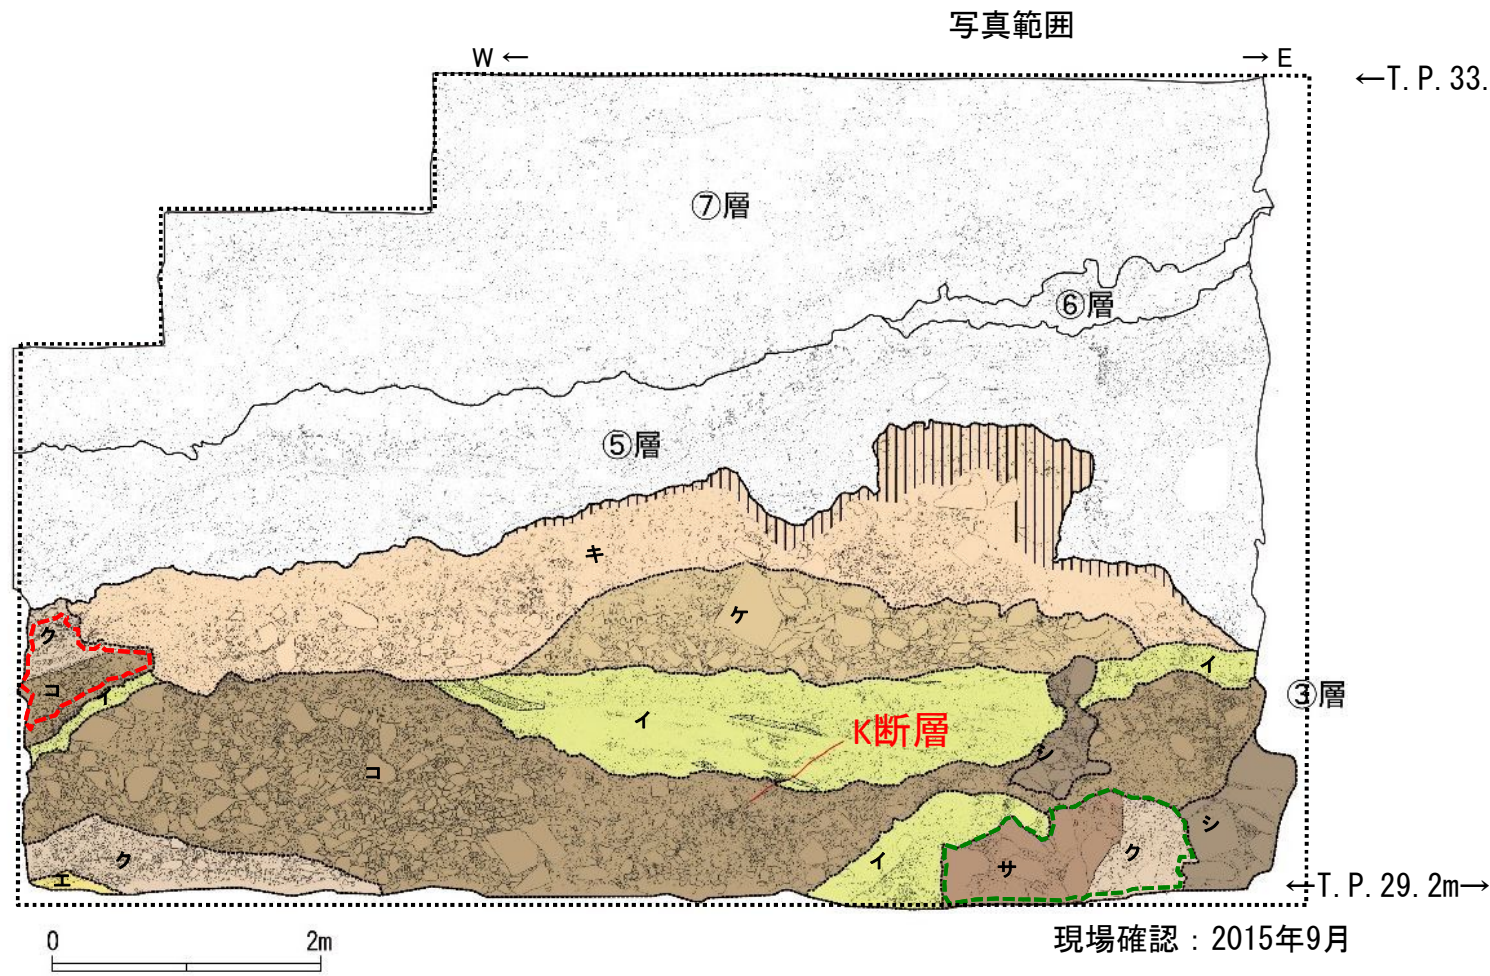 写真範囲
W ←
→ E
←T.P.33.
⑦層
⑥層
⑤層
キ
ケ
ク
コ
イ
イ
イ
K断層
③層
シ
コ
シ
ク
エ
イ
サ
ク
←T.P.29.2m→
現場確認：2015年9月
0 2m